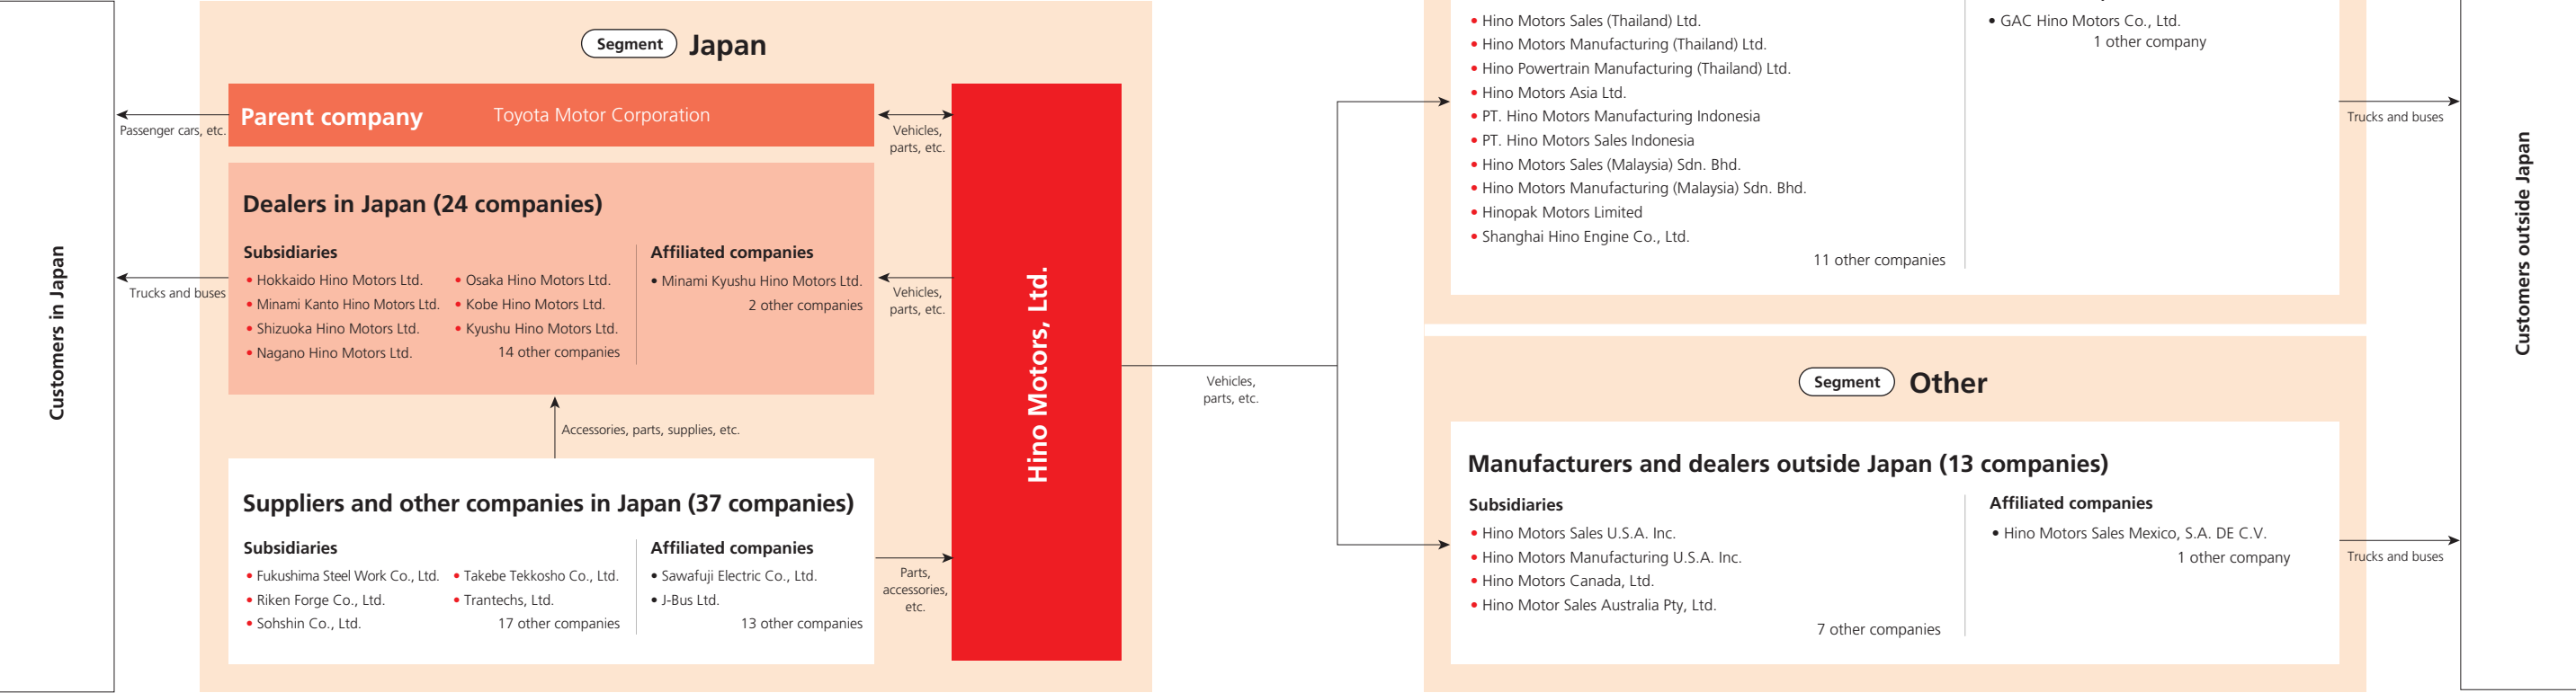 Customers in Japan
Segment Japan
Parent company Toyota Motor Corporation
Passenger cars, etc.
Vehicles,
parts, etc.
Dealers in Japan (24 companies)
Subsidiaries
• Hokkaido Hino Motors Ltd.
• Minami Kanto Hino Motors Ltd.
• Shizuoka Hino Motors Ltd.
• Nagano Hino Motors Ltd.
• Osaka Hino Motors Ltd.
• Kobe Hino Motors Ltd.
• Kyushu Hino Motors Ltd.
14 other companies
Affiliated companies
• Minami Kyushu Hino Motors Ltd.
2 other companies
Trucks and buses
Vehicles,
parts, etc.
Accessories, parts, supplies, etc.
Suppliers and other companies in Japan (37 companies)
Subsidiaries
• Fukushima Steel Work Co., Ltd.
• Riken Forge Co., Ltd.
• Sohshin Co., Ltd.
• Takebe Tekkosho Co., Ltd.
• Trantechs, Ltd.
17 other companies
Affiliated companies
• Sawafuji Electric Co., Ltd.
• J-Bus Ltd.
13 other companies
Parts,
accessories,
etc.
Hino Motors, Ltd.
Vehicles,
parts, etc.
• Hino Motors Sales (Thailand) Ltd.
• Hino Motors Manufacturing (Thailand) Ltd.
• Hino Powertrain Manufacturing (Thailand) Ltd.
• Hino Motors Asia Ltd.
• PT. Hino Motors Manufacturing Indonesia
• PT. Hino Motors Sales Indonesia
• Hino Motors Sales (Malaysia) Sdn. Bhd.
• Hino Motors Manufacturing (Malaysia) Sdn. Bhd.
• Hinopak Motors Limited
• Shanghai Hino Engine Co., Ltd.
11 other companies
• GAC Hino Motors Co., Ltd.
1 other company
Trucks and buses
Segment Other
Manufacturers and dealers outside Japan (13 companies)
Subsidiaries
• Hino Motors Sales U.S.A. Inc.
• Hino Motors Manufacturing U.S.A. Inc.
• Hino Motors Canada, Ltd.
• Hino Motor Sales Australia Pty, Ltd.
7 other companies
Affiliated companies
• Hino Motors Sales Mexico, S.A. DE C.V.
1 other company
Trucks and buses
Customers outside Japan